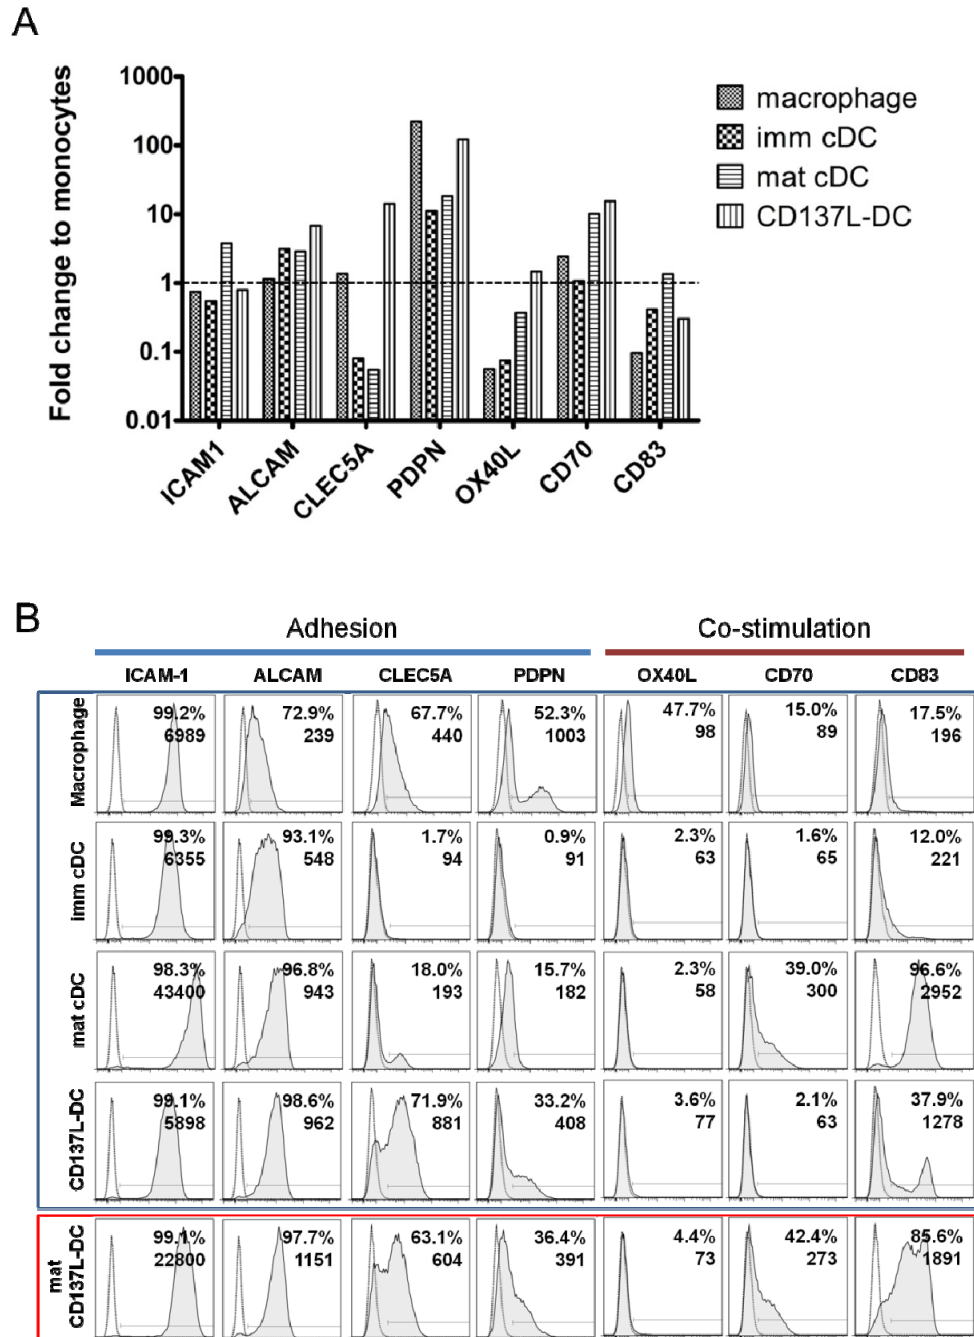 A
Fold change to monocytes
1000
100
10
1
0.1
0.01
ICAM1
ALCAM
CLEC5A
PDPN
OX40L
CD70
CD83
macrophage
imm cDC
mat cDC
CD137L-DC
B
Adhesion
Co-stimulation
ICAM-1 ALCAM CLEC5A PDPN OX40L CD70 CD83
Macrophage
99.2% 72.9% 67.7% 52.3% 47.7% 15.0% 17.5%
6989 239 440 1003 98 89 196
imm cDC
99.3% 93.1% 1.7% 0.9% 2.3% 1.6% 12.0%
6355 548 94 91 63 65 221
mat cDC
98.3% 96.8% 18.0% 15.7% 2.3% 39.0% 96.6%
43400 943 193 182 58 300 2952
CD137L-DC
99.1% 98.6% 71.9% 33.2% 3.6% 2.1% 37.9%
5898 962 881 408 77 63 1278
mat
CD137L-DC
99.1% 97.7% 63.1% 36.4% 4.4% 42.4% 85.6%
22800 1151 604 391 73 273 1891